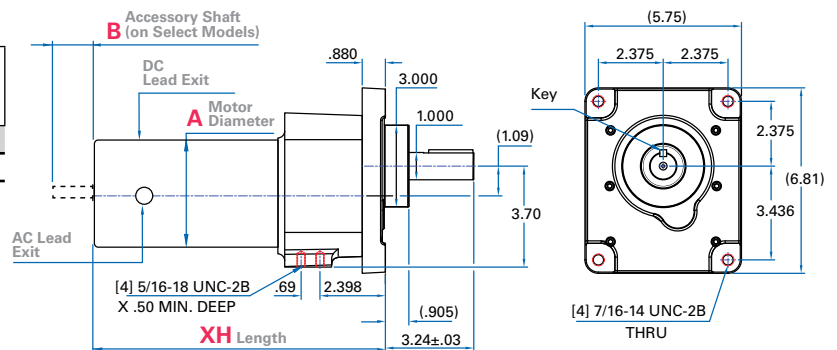 B Accessory Shaft
(on Select Models)
DC
Lead Exit
A Motor
Diameter
AC Lead
Exit
[4] 5/16-18 UNC-2B
X .50 MIN. DEEP
XH Length
.880
3.000
1.000
(1.09)
3.70
.69
2.398
(.905)
3.24±.03
(5.75)
2.375
2.375
Key
2.375
(6.81)
3.436
[4] 7/16-14 UNC-2B
THRU